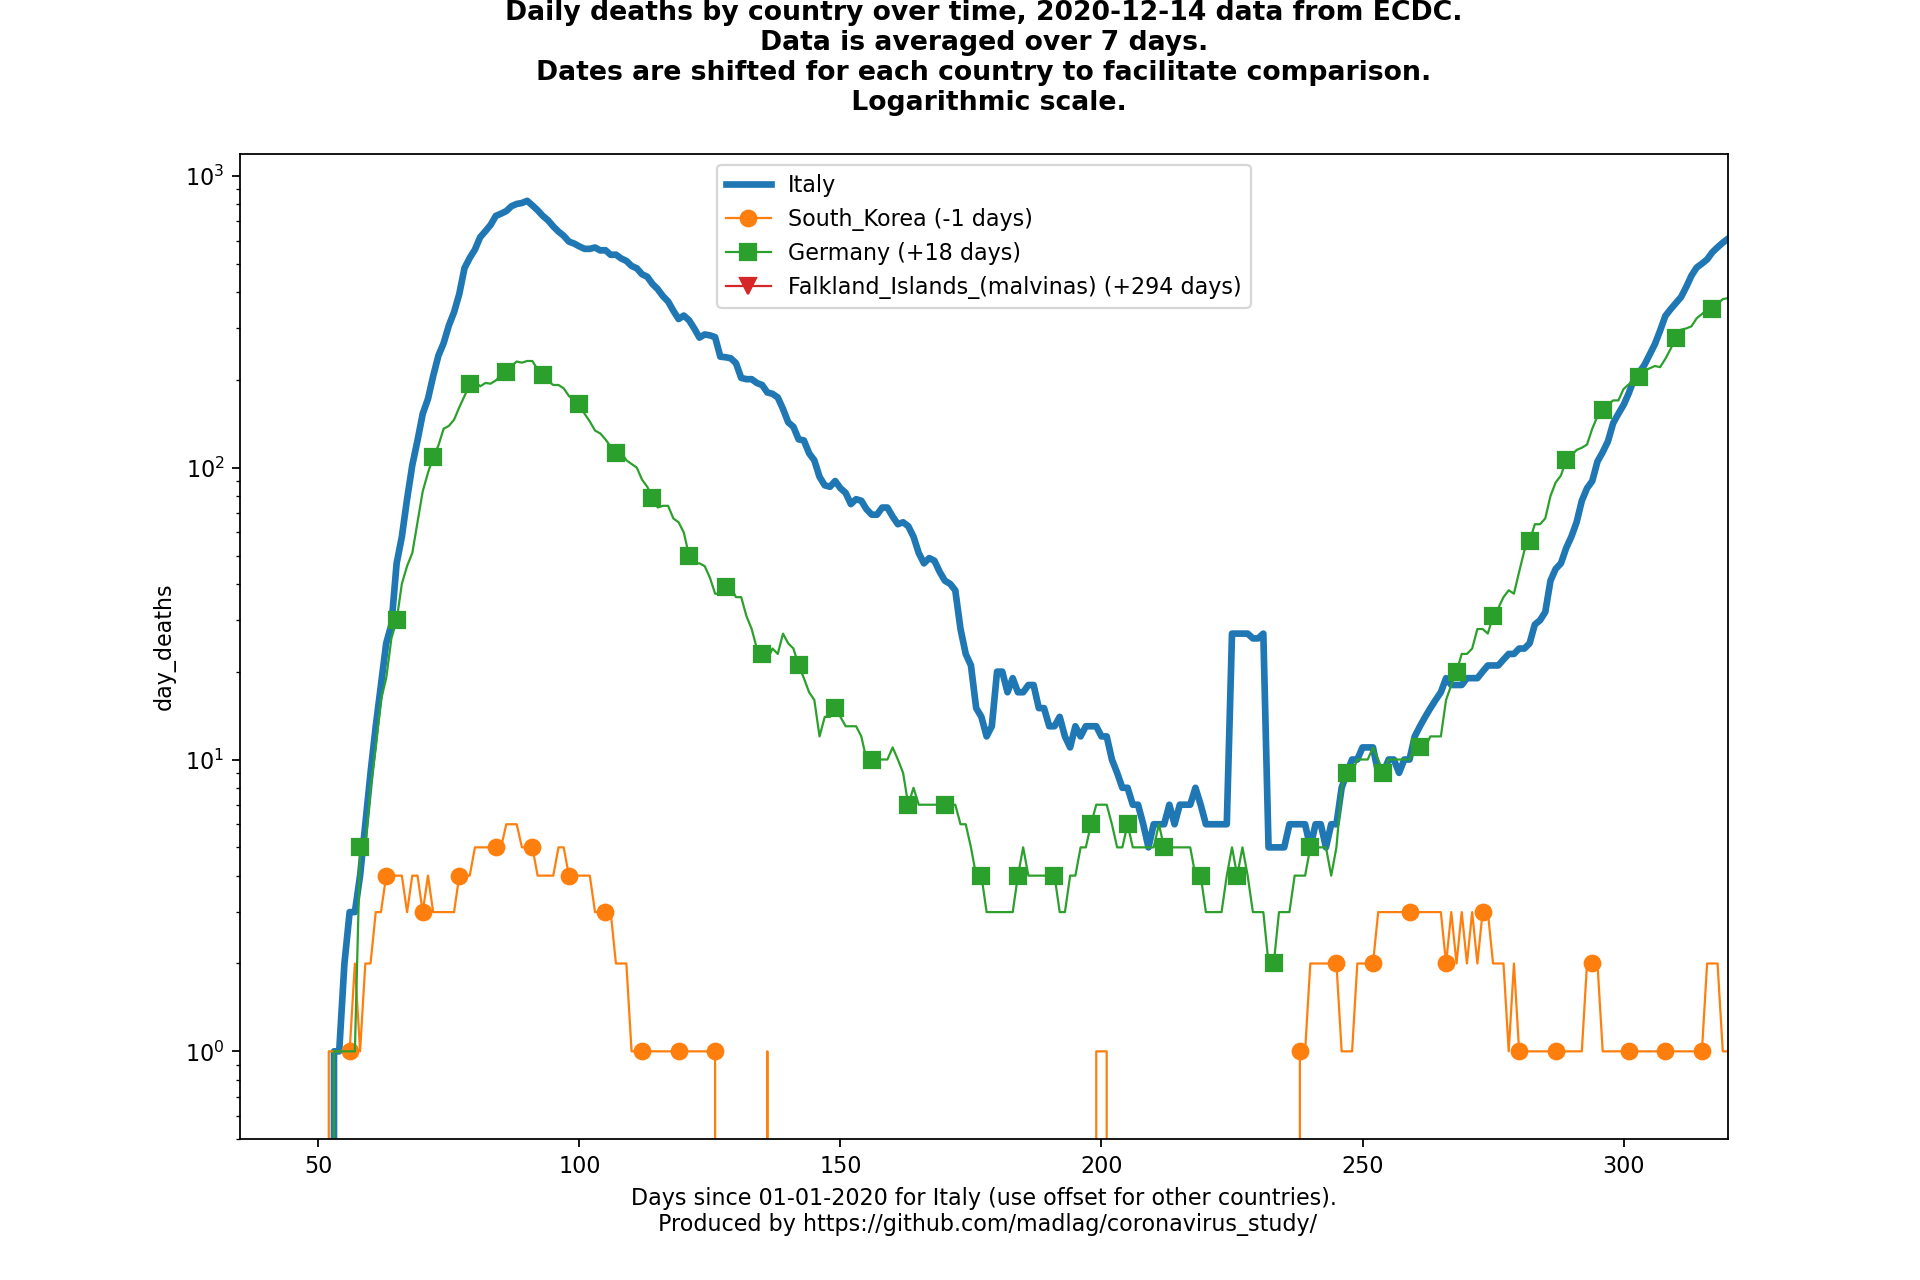 Daily deaths by country over time, 2020-12-14 data from ECDC.
Data is averaged over 7 days.
Dates are shifted for each country to facilitate comparison.
Logarithmic scale.
10³
Italy
South_Korea (-1 days)
Germany (+18 days)
Falkland_Islands_(malvinas) (+294 days)
10²
day_deaths
10¹
10⁰
50 100 150 200 250 300
Days since 01-01-2020 for Italy (use offset for other countries).
Produced by https://github.com/madlag/coronavirus_study/